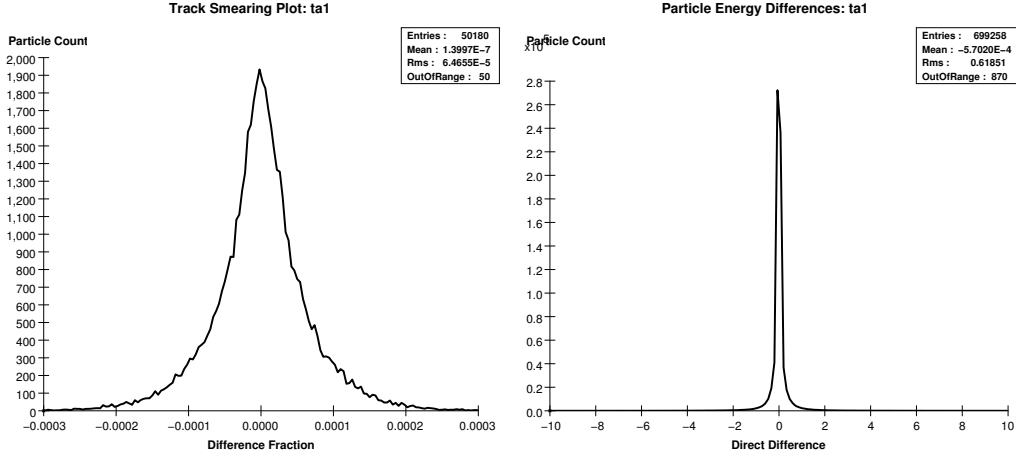 Track Smearing Plot: ta1
Particle Count
Entries : 50180
Mean : 1.3997E-7
Rms : 6.4655E-5
OutOfRange : 50
2,000
1,900
1,800
1,700
1,600
1,500
1,400
1,300
1,200
1,100
1,000
900
800
700
600
500
400
300
200
100
0
−0.0003 −0.0002 −0.0001 0.0000 0.0001 0.0002 0.0003
Difference Fraction
Particle Energy Differences: ta1
Particle Count
x10^5
Entries : 699258
Mean : −5.7020E-4
Rms : 0.61851
OutOfRange : 870
2.8
2.6
2.4
2.2
2.0
1.8
1.6
1.4
1.2
1.0
0.8
0.6
0.4
0.2
0.0
−10 −8 −6 −4 −2 0 2 4 6 8 10
Direct Difference